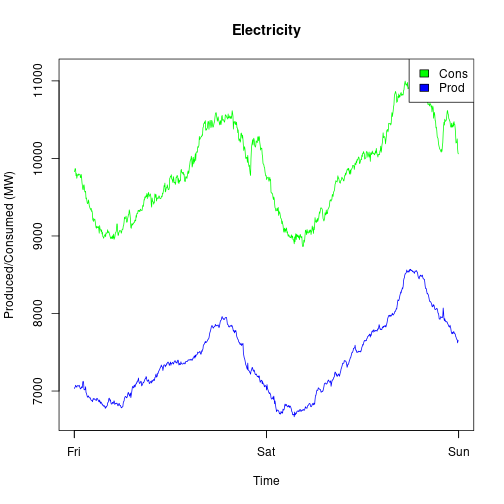 Electricity
Cons
Prod
Produced/Consumed (MW)
11000
10000
9000
8000
7000
Fri
Sat
Sun
Time